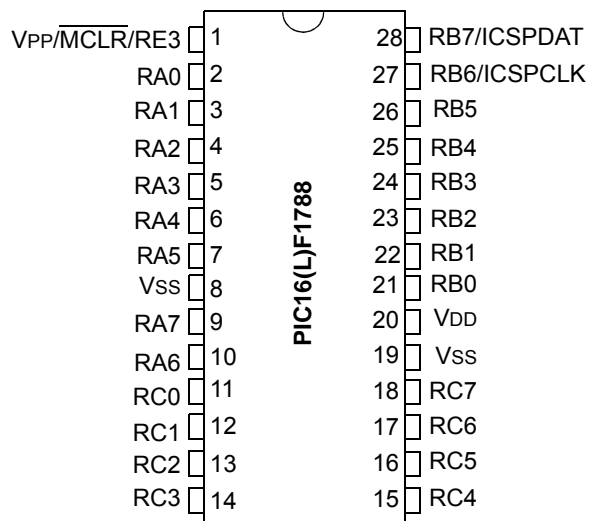 VPP/MCLR/RE3 1 28 RB7/ICSPDAT
RA0 2 27 RB6/ICSPCLK
RA1 3 26 RB5
RA2 4 25 RB4
RA3 5 24 RB3
RA4 6 23 RB2
RA5 7 22 RB1
VSS 8 21 RB0
RA7 9 20 VDD
RA6 10 19 VSS
RC0 11 18 RC7
RC1 12 17 RC6
RC2 13 16 RC5
RC3 14 15 RC4
PIC16(L)F1788